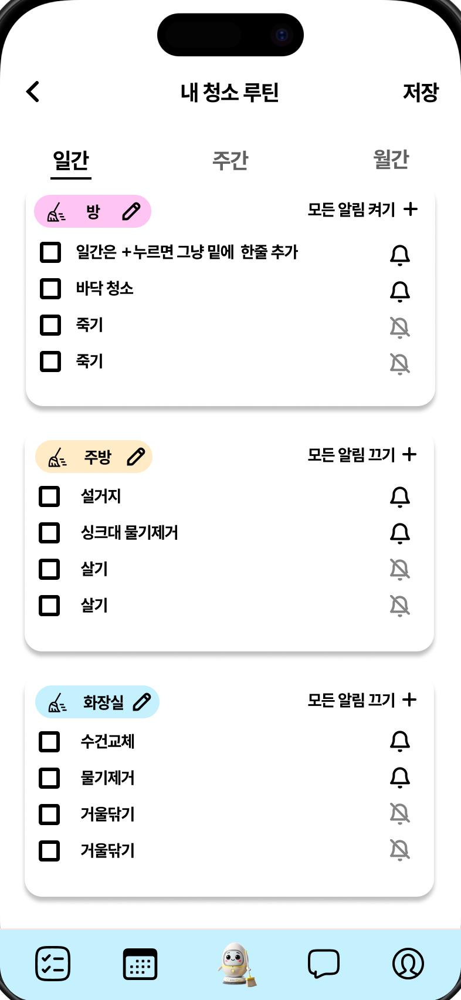 내 청소 루틴
저장
일간
주간
월간
방
모든 알림 켜기 +
일간은 +누르면 그냥 밑에 한줄 추가
바닥 청소
죽기
죽기
주방
모든 알림 끄기 +
설거지
싱크대 물기제거
살기
살기
화장실
모든 알림 끄기 +
수건교체
물기제거
거울닦기
거울닦기